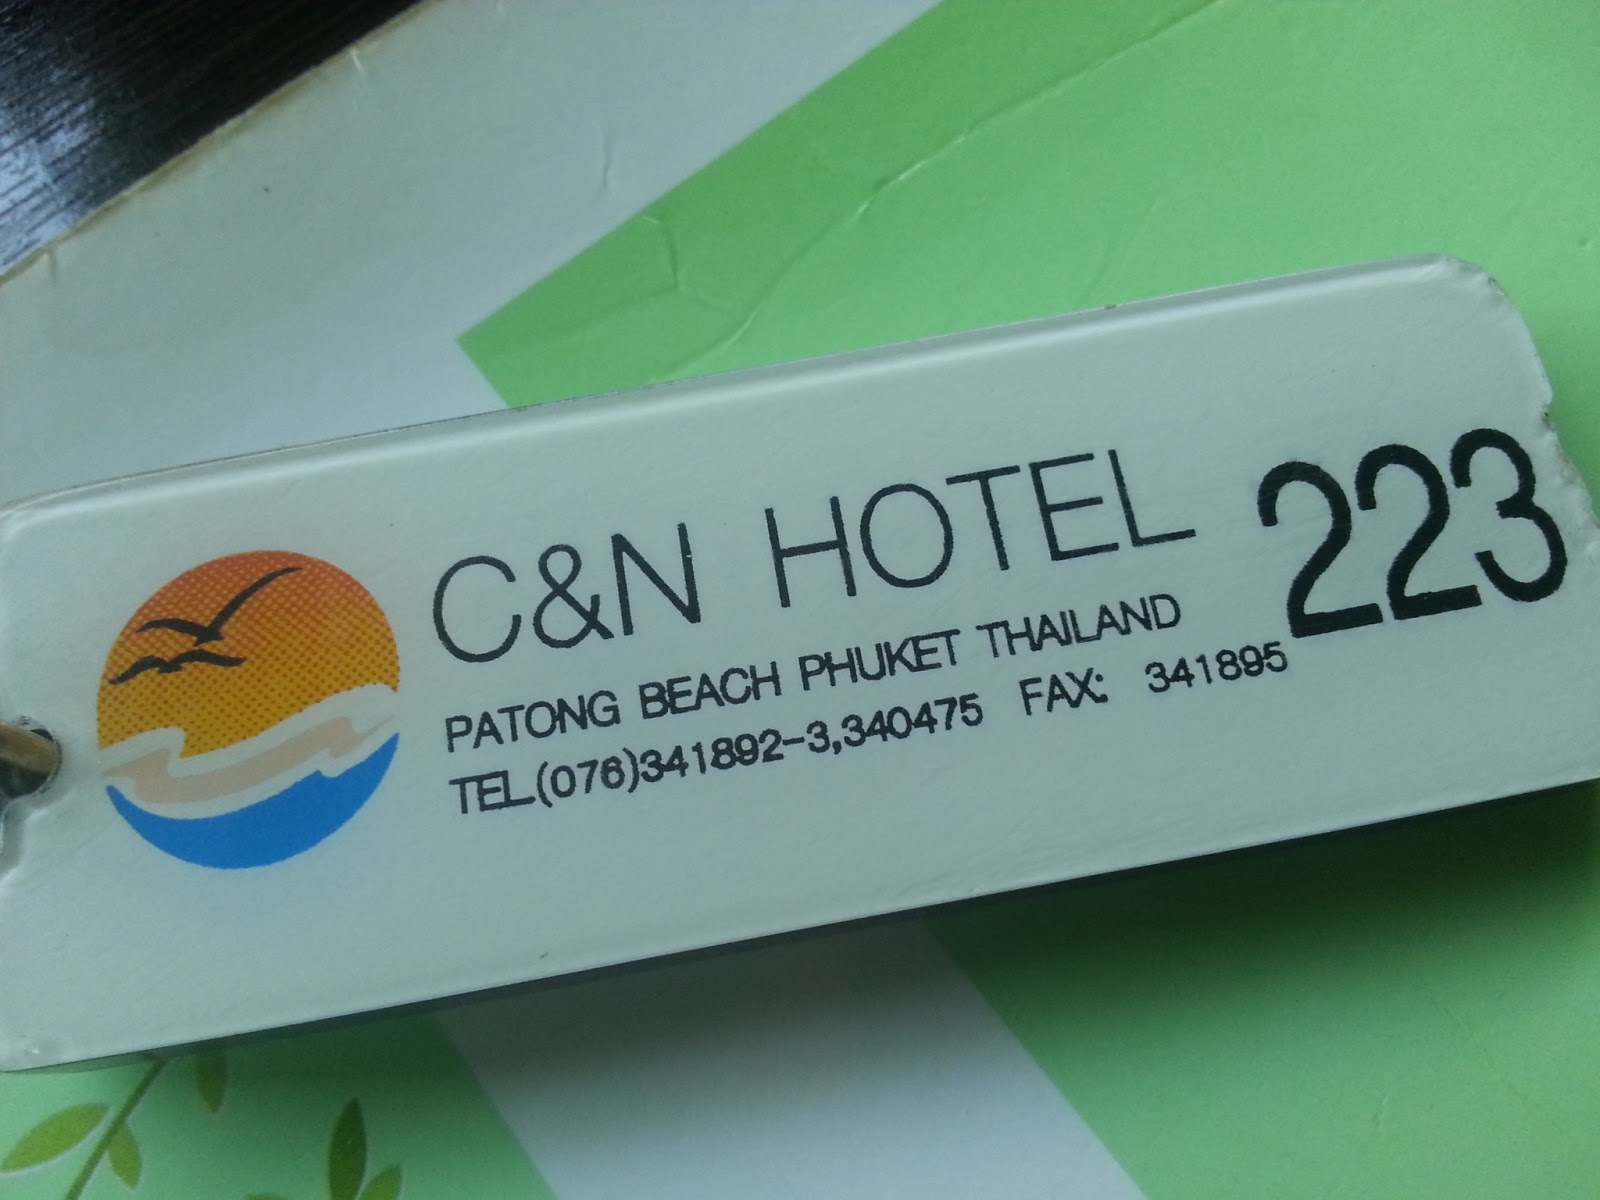 C&N HOTEL 223
PATONG BEACH PHUKET THAILAND
TEL.(076)341892-3,340475 FAX: 341895